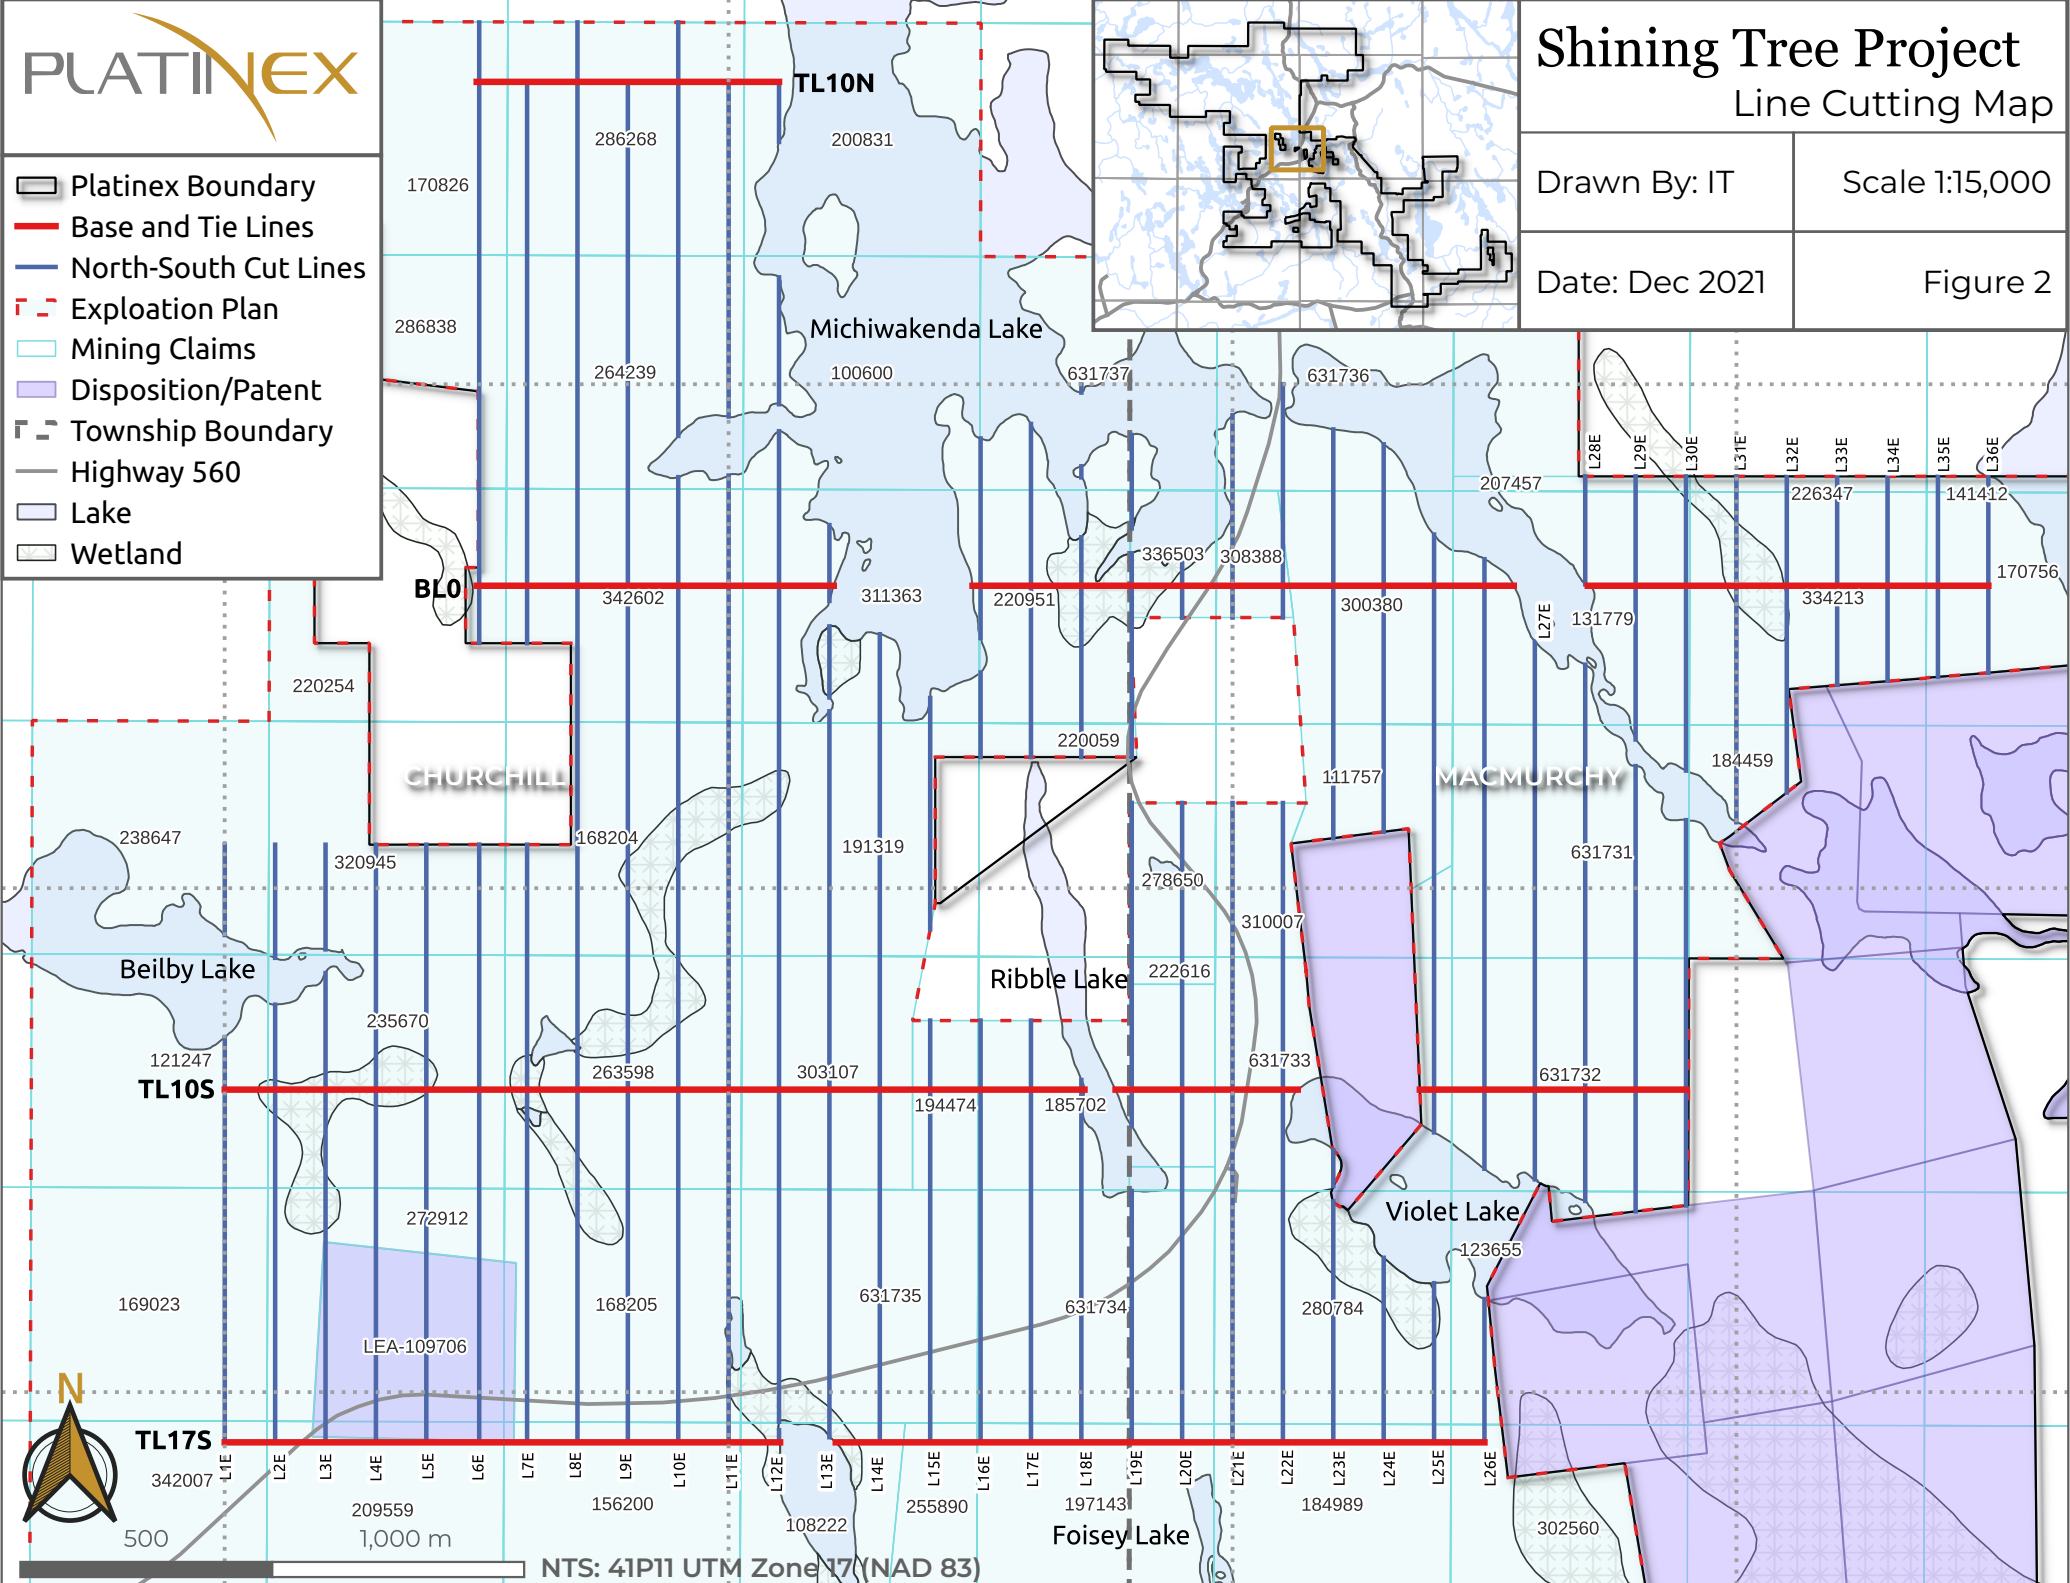 PLATINEX
Platinex Boundary
Base and Tie Lines
North-South Cut Lines
Exploation Plan
Mining Claims
Disposition/Patent
Township Boundary
Highway 560
Lake
Wetland
Shining Tree Project
Line Cutting Map
Drawn By: IT
Scale 1:15,000
Date: Dec 2021
Figure 2
TL10N
286268
200831
170826
286838
Michiwakenda Lake
264239
100600
631737
631736
L28E
L29E
L30E
L31E
L32E
L33E
L34E
L35E
L36E
207457
226347
141412
336503
308388
170756
BL0
342602
311363
220951
300380
L27E
131779
334213
220254
220059
CHURCHILL
111757
MACMURCHY
184459
238647
320945
168204
191319
278650
631731
310007
Beilby Lake
Ribble Lake
222616
235670
121247
263598
303107
631733
631732
TL10S
194474
185702
272912
Violet Lake
123655
169023
168205
631735
631734
280784
LEA-109706
N
TL17S
342007
L1E
L2E
L3E
L4E
L5E
L6E
L7E
L8E
L9E
L10E
L11E
L12E
L13E
L14E
L15E
L16E
L17E
L18E
L19E
L20E
L21E
L22E
L23E
L24E
L25E
L26E
209559
156200
108222
255890
197143
184989
302560
Foisey Lake
500
1,000 m
NTS: 41P11 UTM Zone 17 (NAD 83)